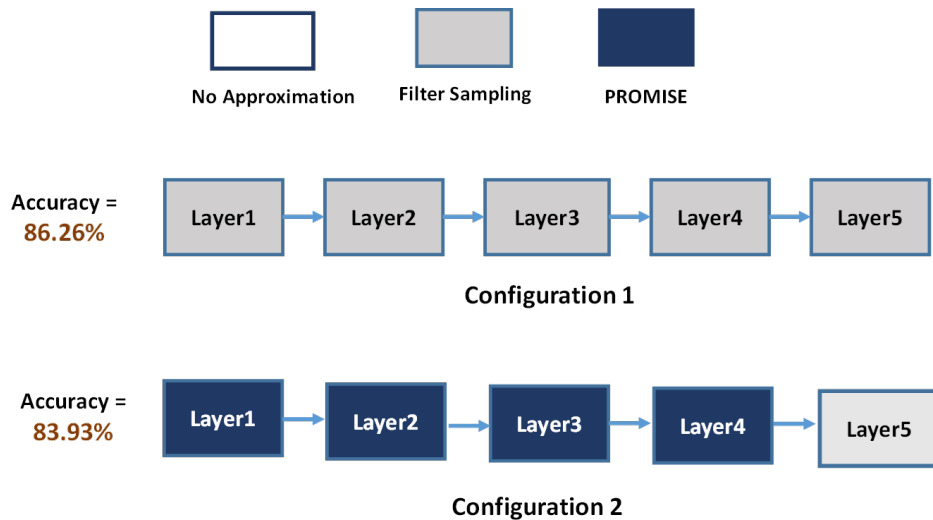 No Approximation
Filter Sampling
PROMISE
Accuracy =
86.26%
Layer1
Layer2
Layer3
Layer4
Layer5
Configuration 1
Accuracy =
83.93%
Layer1
Layer2
Layer3
Layer4
Layer5
Configuration 2